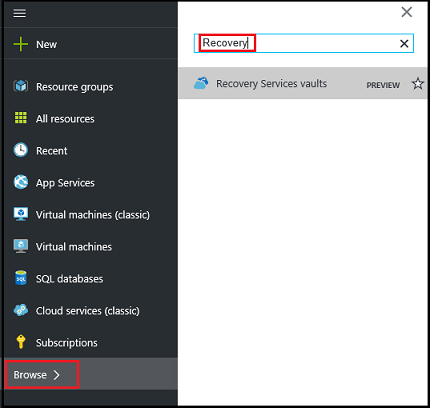 New
Resource groups
All resources
Recent
App Services
Virtual machines (classic)
Virtual machines
SQL
SQL databases
Cloud services (classic)
Subscriptions
Browse
Recovery
Recovery Services vaults PREVIEW